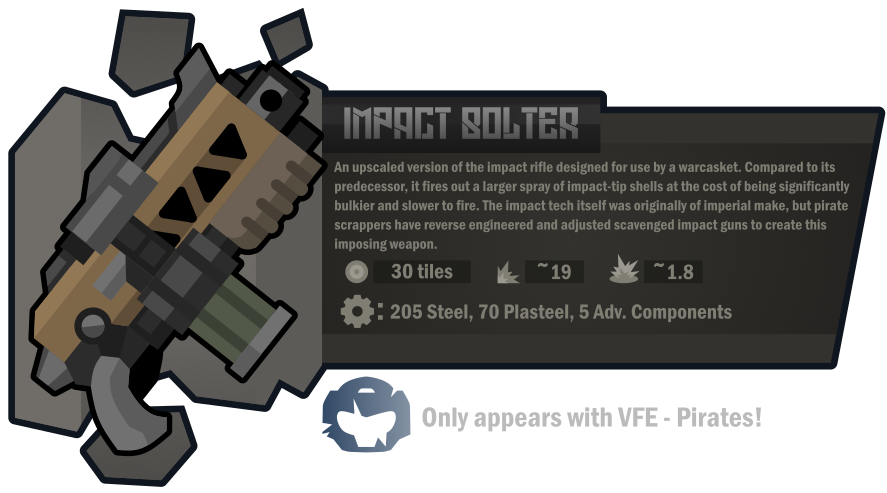 IMPACT BOLTER
An upscaled version of the impact rifle designed for use by a warcasket. Compared to its
predecessor, it fires out a larger spray of impact-tip shells at the cost of being significantly
bulkier and slower to fire. The impact tech itself was originally of imperial make, but pirate
scrappers have reverse engineered and adjusted scavenged impact guns to create this
imposing weapon.
30 tiles ~19 ~1.8
: 205 Steel, 70 Plasteel, 5 Adv. Components
Only appears with VFE - Pirates!